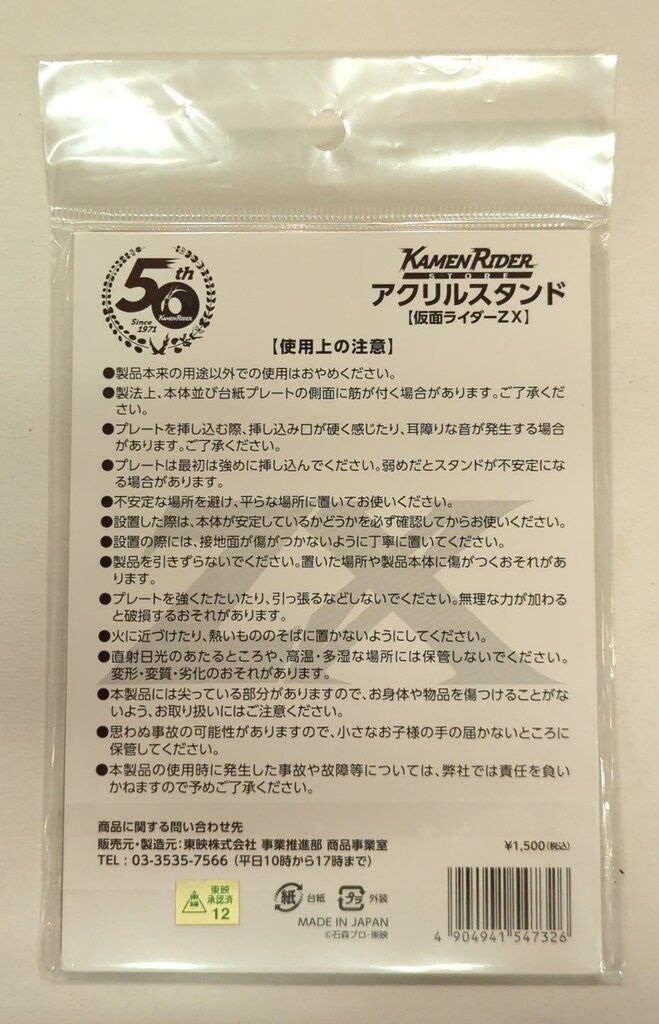 50th
Since
1971
KAMEN RIDER
KAMEN RIDER
STORE
アクリルスタンド
【仮面ライダーZX】
【使用上の注意】
●製品本来の用途以外での使用はおやめください。
●製法上、本体並び台紙プレートの側面に筋が付く場合があります。ご了承くだ
さい。
●プレートを挿し込む際、挿し込み口が硬く感じたり、耳障りな音が発生する場合
があります。ご了承ください。
●プレートは最初は強めに挿し込んでください。弱めだとスタンドが不安定にな
る場合があります。
●不安定な場所を避け、平らな場所に置いてお使いください。
●設置した際は、本体が安定しているかどうかを必ず確認してからお使いください。
●設置の際には、接地面が傷がつかないように丁寧に置いてください。
●製品を引きずらないでください。置いた場所や製品本体に傷がつくおそれがあ
ります。
●プレートを強くたたいたり、引っ張るなどしないでください。無理な力が加わる
と破損するおそれがあります。
●火に近づけたり、熱いもののそばに置かないようにしてください。
●直射日光のあたるところや、高温・多湿な場所には保管しないでください。
変形・変質・劣化のおそれがあります。
●本製品には尖っている部分がありますので、お身体や物品を傷つけることがな
いよう、お取り扱いにはご注意ください。
●思わぬ事故の可能性がありますので、小さなお子様の手の届かないところに
保管してください。
●本製品の使用時に発生した事故や故障等については、弊社では責任を負い
かねますので予めご了承ください。
商品に関する問い合わせ先
販売元・製造元:東映株式会社 事業推進部 商品事業室
TEL:03-3535-7566(平日10時から17時まで)
¥1,500(税込)
東映
東映
承認済
12
紙 台紙 プラ 外装
MADE IN JAPAN
©石森プロ・東映
4 904941 547326